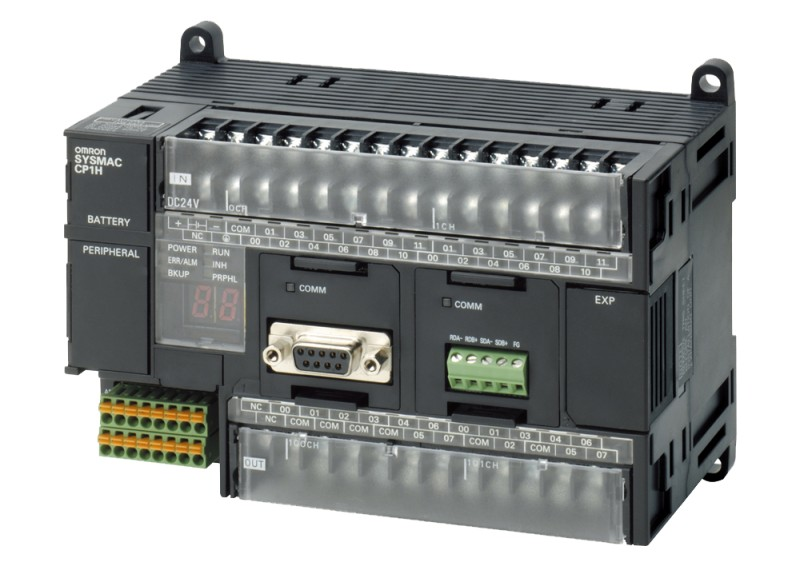 OMRON
SYSMAC
CP1H
BATTERY
PERIPHERAL
IN
DC24V
0CH
1CH
+ - COM 01 03 05 07 09 11 01 03 05 07 09 11
NC 00 02 04 06 08 10 00 02 04 06 08 10
POWER RUN
ERR/ALM INH
BKUP PRPHL
88
COMM
COMM
RDA- RDB+ SDA- SDB+ FG
EXP
NC 00 01 02 03 04 06 00 01 03 04 06
NC COM COM COM COM 05 07 COM 02 COM 05 07
OUT
100CH
101CH